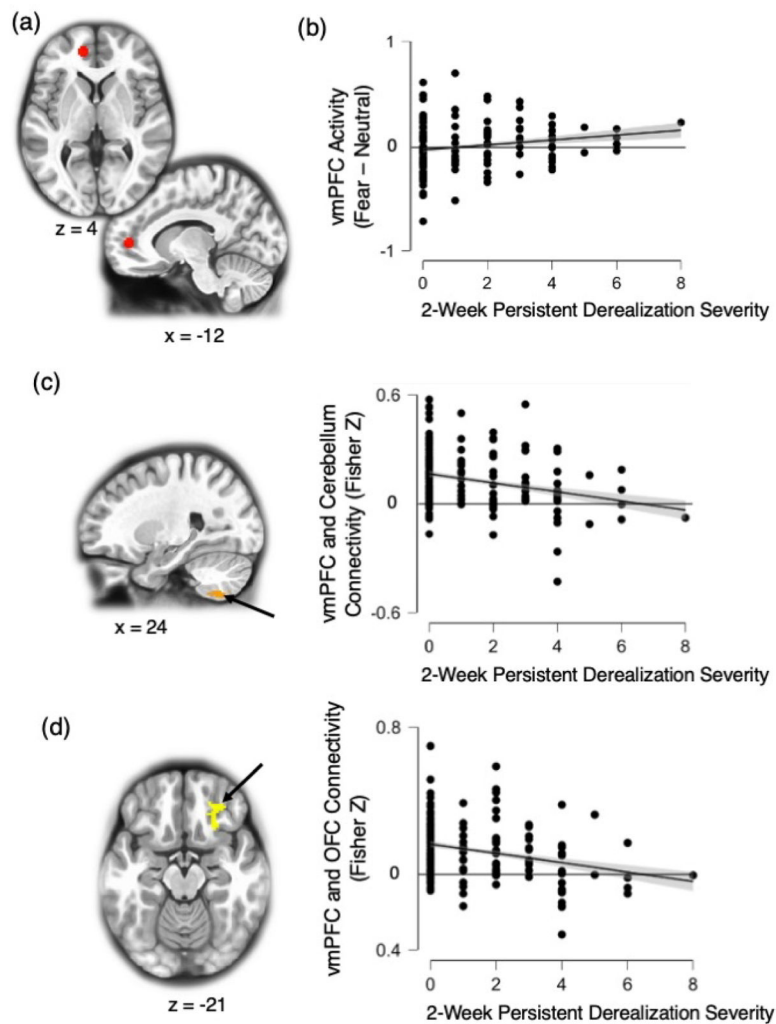 (a)
z = 4
x = -12
(b)
vmPFC Activity
(Fear – Neutral)
1
0
-1
0 2 4 6 8
2-Week Persistent Derealization Severity
(c)
x = 24
vmPFC and Cerebellum
Connectivity (Fisher Z)
0.6
0
-0.6
0 2 4 6 8
2-Week Persistent Derealization Severity
(d)
z = -21
vmPFC and OFC Connectivity
(Fisher Z)
0.8
0
0.4
0 2 4 6 8
2-Week Persistent Derealization Severity